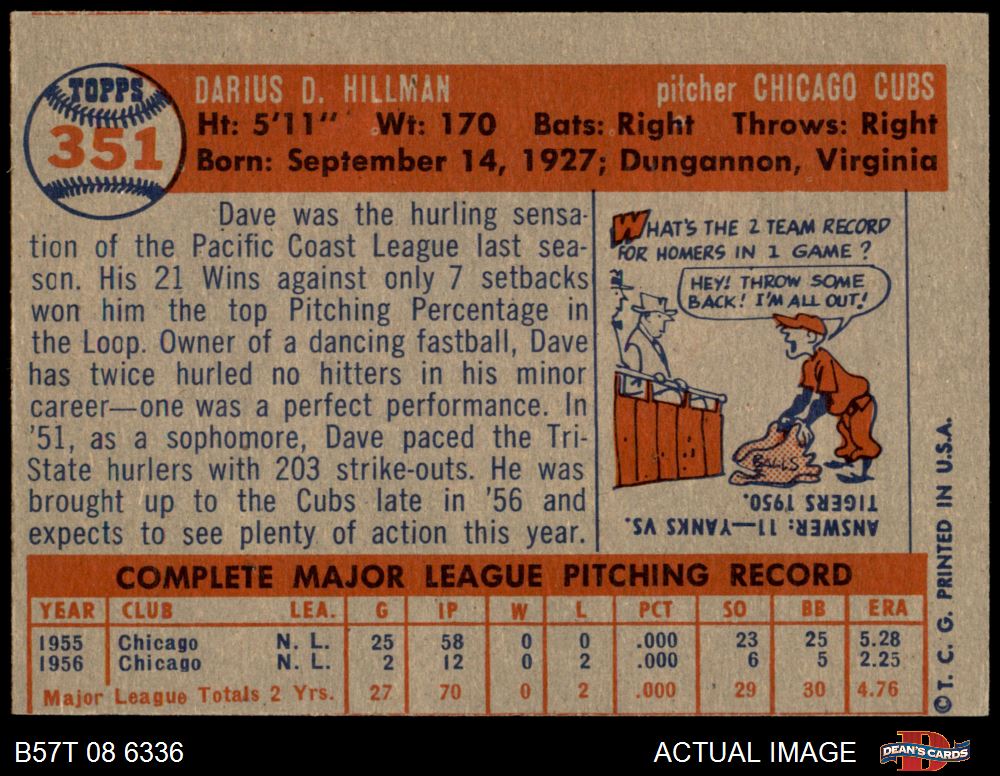 TOPPS
351
DARIUS D. HILLMAN pitcher CHICAGO CUBS
Ht: 5'11" Wt: 170 Bats: Right Throws: Right
Born: September 14, 1927; Dungannon, Virginia
Dave was the hurling sensa-
tion of the Pacific Coast League last sea-
son. His 21 Wins against only 7 setbacks
won him the top Pitching Percentage in
the Loop. Owner of a dancing fastball, Dave
has twice hurled no hitters in his minor
career—one was a perfect performance. In
'51, as a sophomore, Dave paced the Tri-
State hurlers with 203 strike-outs. He was
brought up to the Cubs late in '56 and
expects to see plenty of action this year.
WHAT'S THE 2 TEAM RECORD
FOR HOMERS IN 1 GAME?
HEY! THROW SOME
BACK! I'M ALL OUT!
BALLS
ANSWER: 11—YANKS VS.
TIGERS 1950.
COMPLETE MAJOR LEAGUE PITCHING RECORD
YEAR CLUB LEA. G IP W L PCT SO BB ERA
1955 Chicago N. L. 25 58 0 0 .000 23 25 5.28
1956 Chicago N. L. 2 12 0 2 .000 6 5 2.25
Major League Totals 2 Yrs. 27 70 0 2 .000 29 30 4.76
© T. C. G. PRINTED IN U.S.A.
B57T 08 6336 ACTUAL IMAGE DEAN'S CARDS